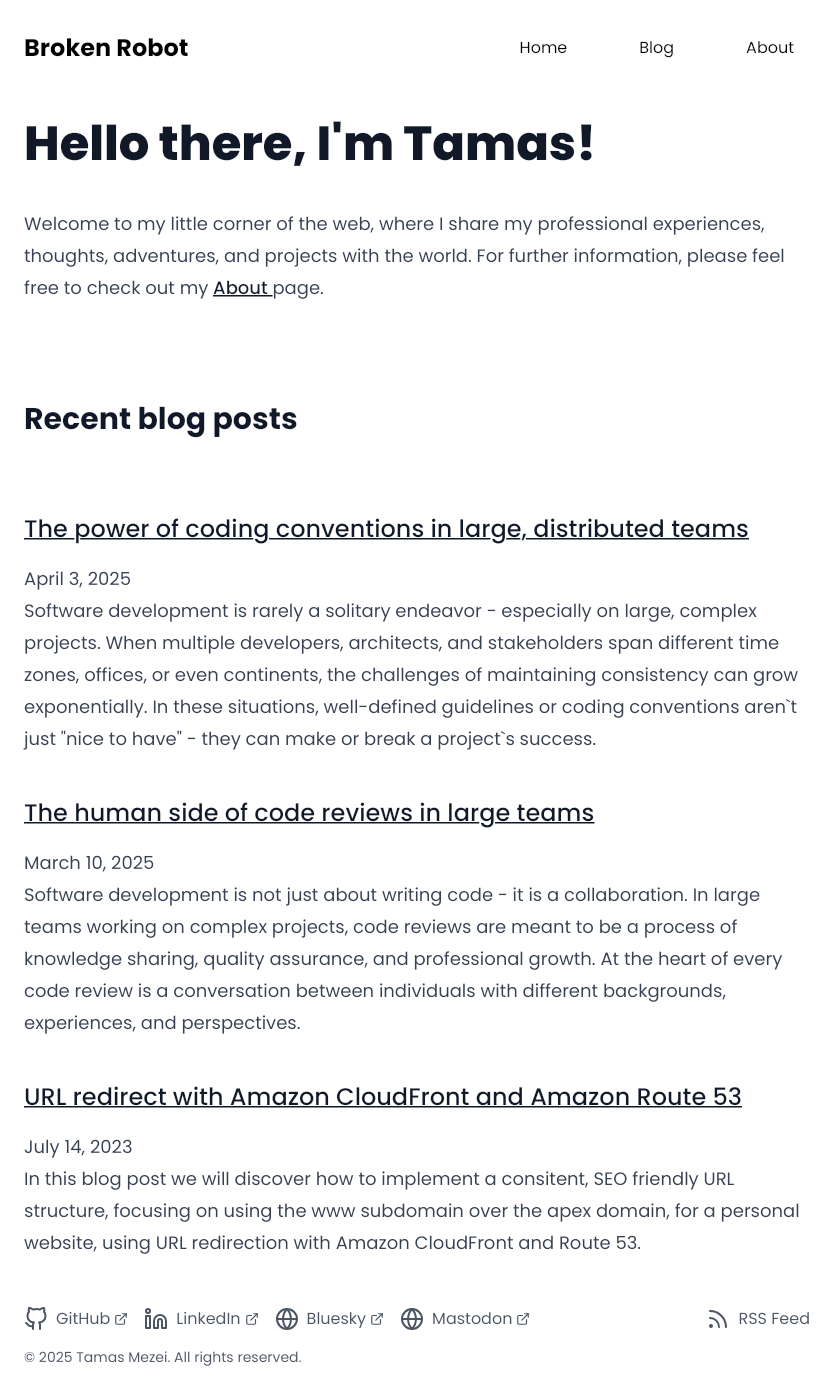 Broken Robot
Home
Blog
About
Hello there, I'm Tamas!
Welcome to my little corner of the web, where I share my professional experiences,
thoughts, adventures, and projects with the world. For further information, please feel
free to check out my About page.
Recent blog posts
The power of coding conventions in large, distributed teams
April 3, 2025
Software development is rarely a solitary endeavor - especially on large, complex
projects. When multiple developers, architects, and stakeholders span different time
zones, offices, or even continents, the challenges of maintaining consistency can grow
exponentially. In these situations, well-defined guidelines or coding conventions aren`t
just "nice to have" - they can make or break a project`s success.
The human side of code reviews in large teams
March 10, 2025
Software development is not just about writing code - it is a collaboration. In large
teams working on complex projects, code reviews are meant to be a process of
knowledge sharing, quality assurance, and professional growth. At the heart of every
code review is a conversation between individuals with different backgrounds,
experiences, and perspectives.
URL redirect with Amazon CloudFront and Amazon Route 53
July 14, 2023
In this blog post we will discover how to implement a consitent, SEO friendly URL
structure, focusing on using the www subdomain over the apex domain, for a personal
website, using URL redirection with Amazon CloudFront and Route 53.
GitHub
LinkedIn
Bluesky
Mastodon
RSS Feed
© 2025 Tamas Mezei. All rights reserved.